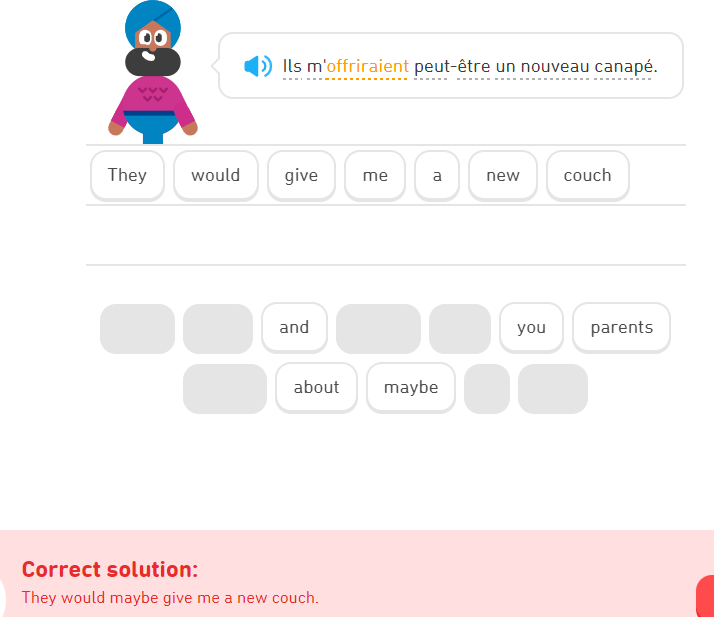 Ils m'offriraient peut-être un nouveau canapé.
They would give me a new couch
and you parents
about maybe
Correct solution:
They would maybe give me a new couch.